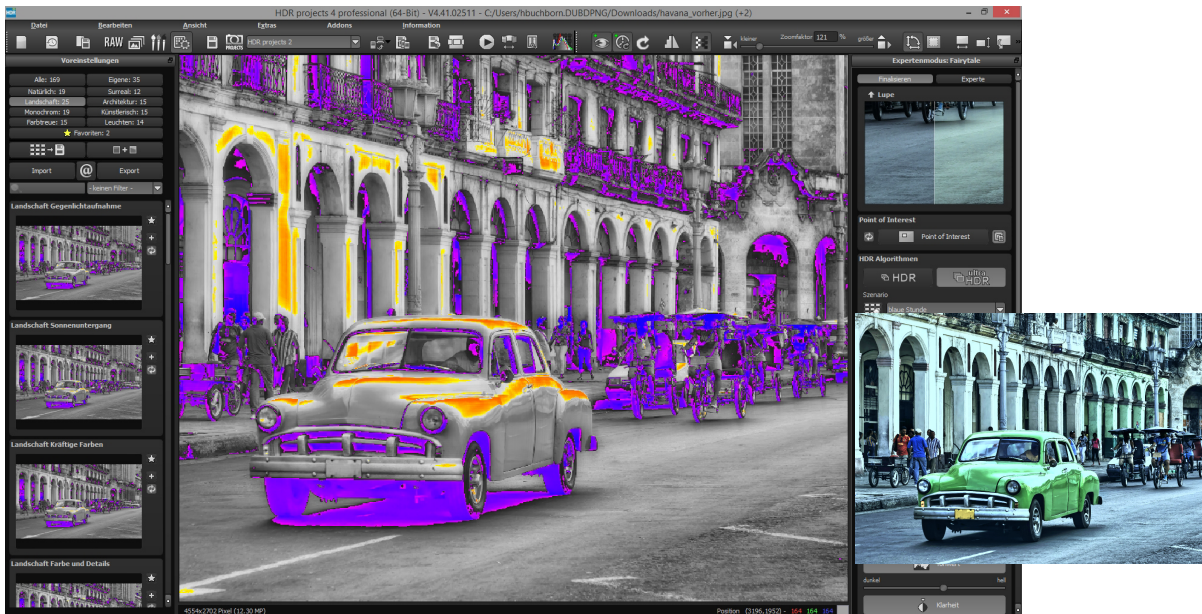 HDR projects 4 professional (64-Bit) - V4.41.02511 - C:/Users/hbuchborn.DUBDPNG/Downloads/havana_vorher.jpg (+2)
Datei Bearbeiten Ansicht Extras Addons Information
RAW
PROJECTS
HDR projects 2
kleiner
Zoomfaktor 121 %
größer
Voreinstellungen
Alle: 169 Eigene: 35
Natürlich: 19 Surreal: 12
Landschaft: 25 Architektur: 15
Monochrom: 19 Künstlerisch: 15
Farbtreue: 15 Leuchten: 14
Favoriten: 2
Import @ Export
- keinen Filter -
Landschaft Gegenlichtaufnahme
Landschaft Sonnenuntergang
Landschaft Kräftige Farben
Landschaft Farbe und Details
Expertenmodus: Fairytale
Finalisieren Experte
Lupe
Point of Interest
Point of Interest
HDR Algorithmen
HDR
ultra HDR
Szenario
blaue Stunde
dunkel hell
Klarheit
4554x2702 Pixel (12.30 MP)
Position (3196,1952) - 164 164 164